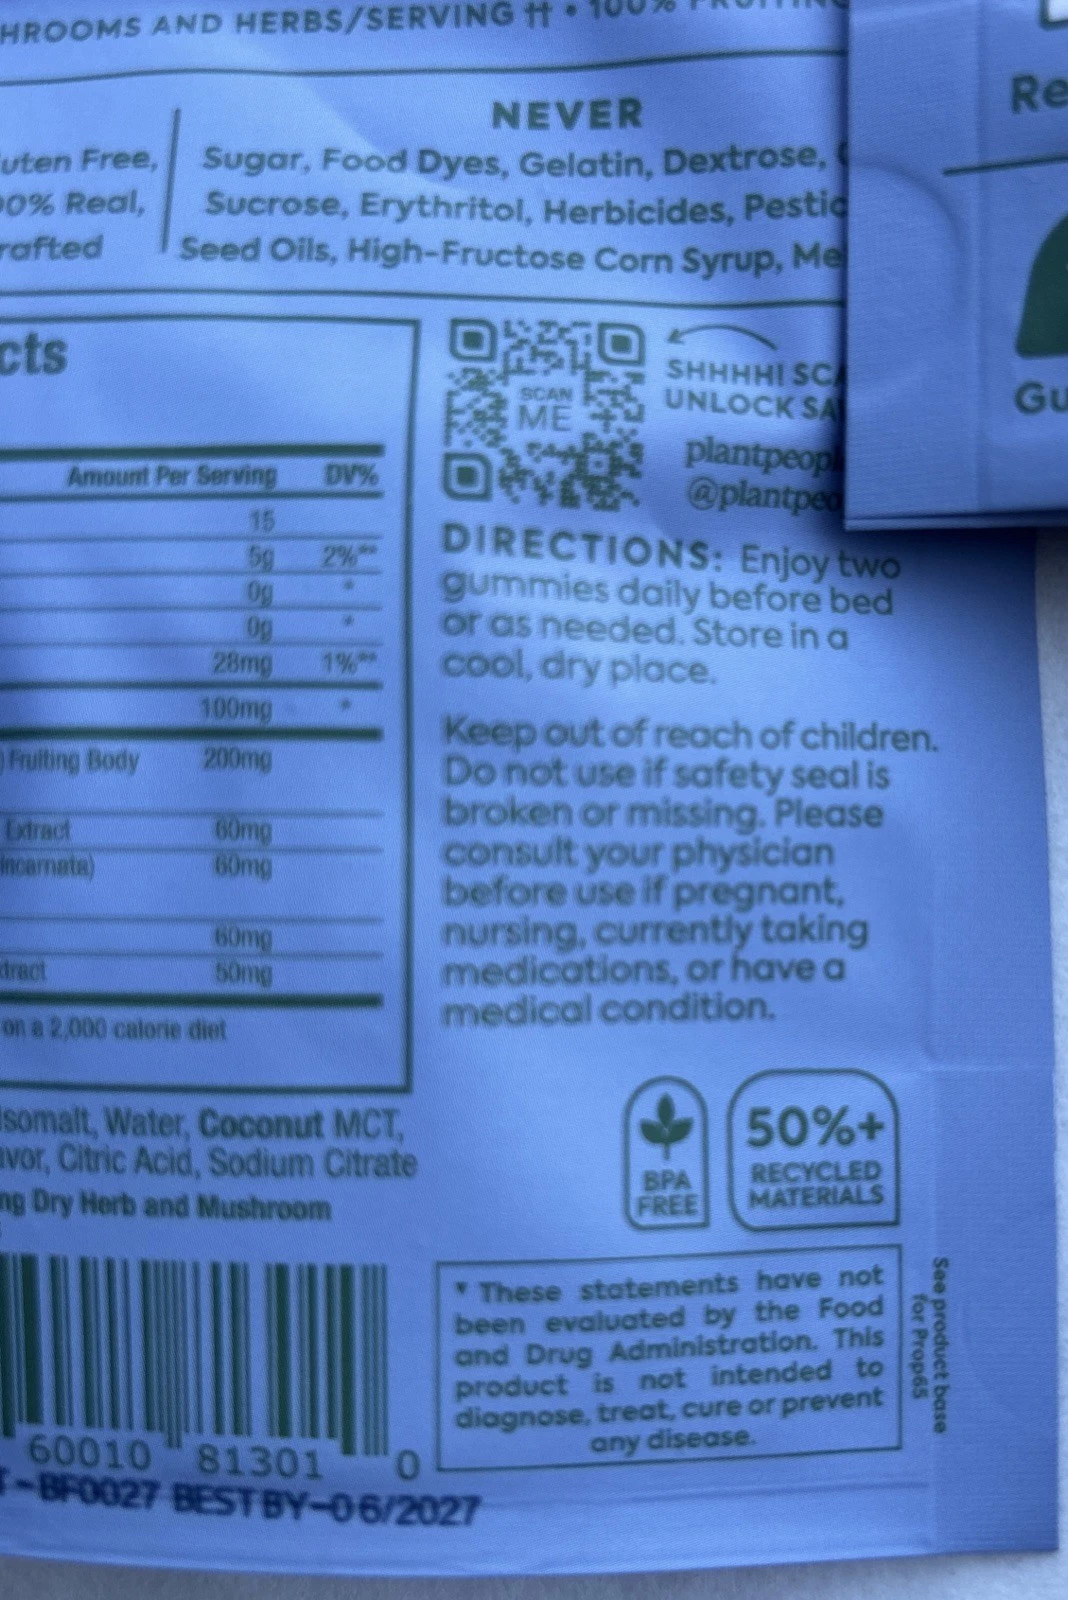 HROOMS AND HERBS/SERVING †† • 100%
NEVER
uten Free,
Sugar, Food Dyes, Gelatin, Dextrose,
00% Real,
Sucrose, Erythritol, Herbicides, Pestic
rafted
Seed Oils, High-Fructose Corn Syrup, Me
Re
Gu
cts
Amount Per Serving DV%
15
5g 2%**
0g *
0g *
28mg 1%**
100mg *
) Fruiting Body 200mg
Extract 60mg
incarnata) 60mg
60mg
tract 50mg
on a 2,000 calorie diet
SCAN
ME
SHHHH! SCA
UNLOCK SA
plantpeop
@plantpeo
DIRECTIONS: Enjoy two
gummies daily before bed
or as needed. Store in a
cool, dry place.
Keep out of reach of children.
Do not use if safety seal is
broken or missing. Please
consult your physician
before use if pregnant,
nursing, currently taking
medications, or have a
medical condition.
Isomalt, Water, Coconut MCT,
avor, Citric Acid, Sodium Citrate
ng Dry Herb and Mushroom
BPA
FREE
50%+
RECYCLED
MATERIALS
* These statements have not
been evaluated by the Food
and Drug Administration. This
product is not intended to
diagnose, treat, cure or prevent
any disease.
See product base
for Prop65
60010 81301 0
T-BF0027 BEST BY-06/2027